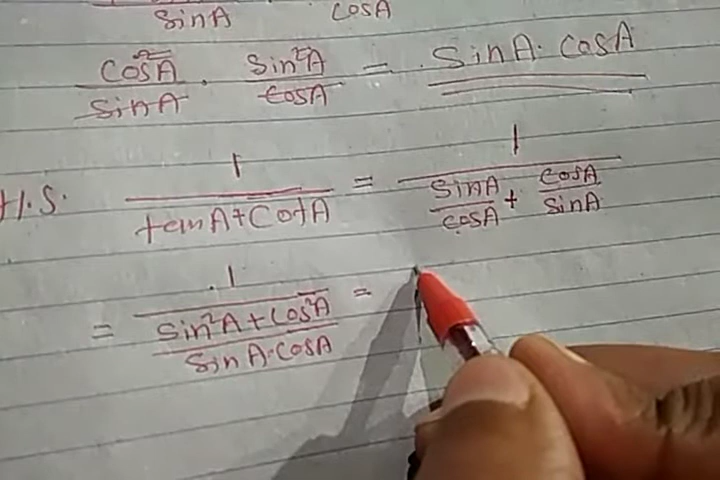 SinA . cosA
Cos²A/SinA . Sin²A/CosA = SinA. CosA
H.S. 1/tanA+CotA = 1/SinA/cosA + CosA/SinA
= 1/Sin²A+Cos²A/SinA.CosA =